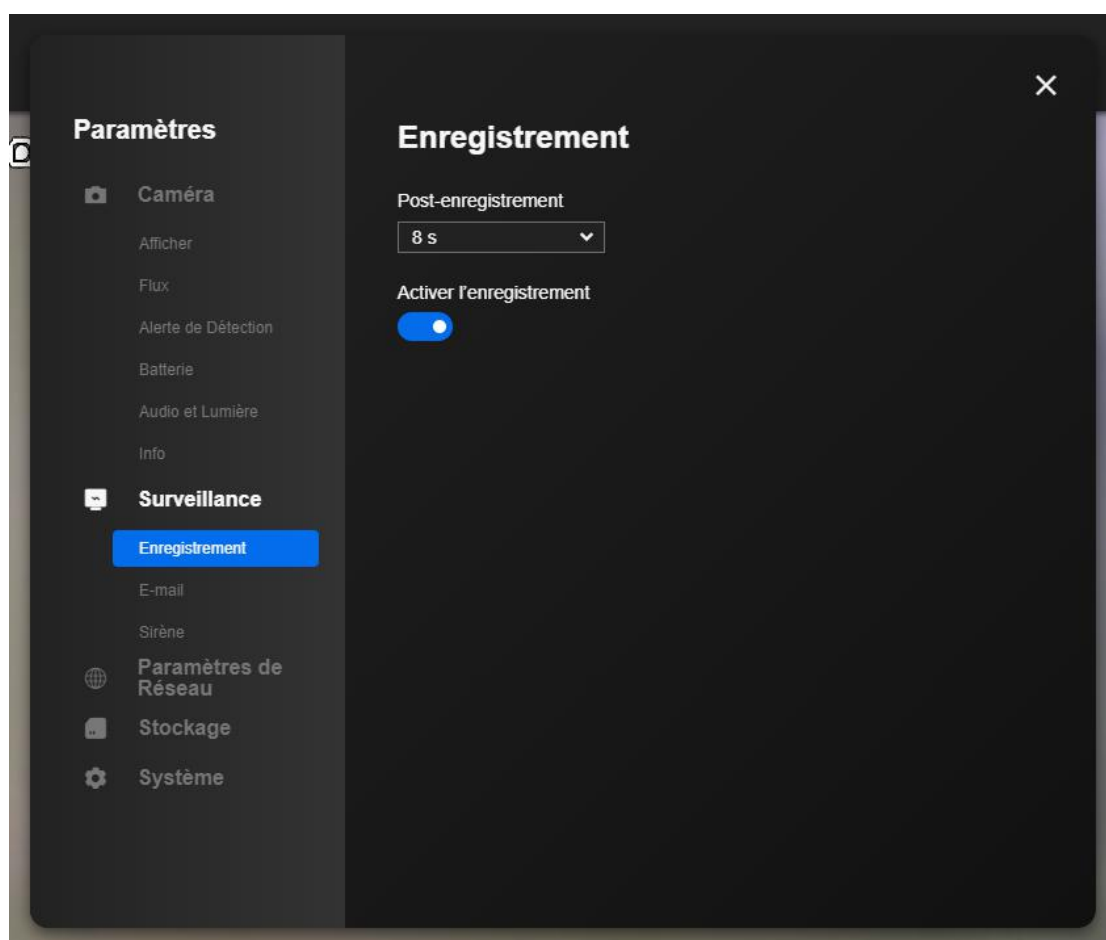 Paramètres
Caméra
Afficher
Flux
Alerte de Détection
Batterie
Audio et Lumière
Info
Surveillance
Enregistrement
E-mail
Sirène
Paramètres de
Réseau
Stockage
Système
Enregistrement
Post-enregistrement
8 s
Activer l'enregistrement